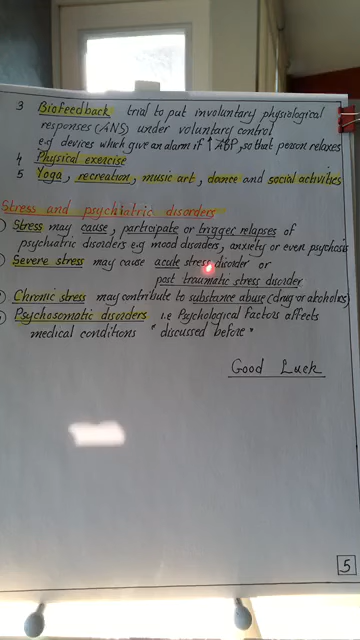 3 Biofeedback trial to put involuntary physiological
responses (ANS) under voluntary control
e.g devices which give an alarm if ↑ ABP, so that person relaxes
4 Physical exercise
5 Yoga, recreation, music art, dance and social activities
Stress and psychiatric disorders
Stress may cause, participate or trigger relapses of
psychiatric disorders e.g mood disorders, anxiety or even psychosis
Severe stress may cause acute stress disorder or
post traumatic stress disorder
Chronic stress may contribute to substance abuse (drug or alcoholes)
Psychosomatic disorders i.e Psychological Factors affects
medical conditions "discussed before"
Good Luck
5